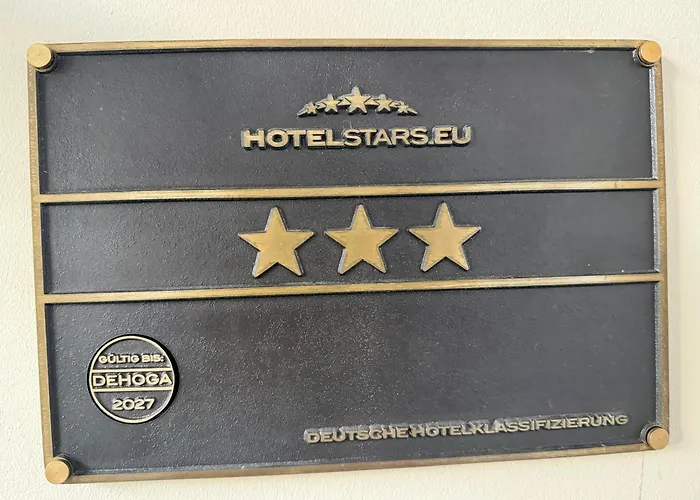 HOTELSTARS.EU
GÜLTIG BIS:
DEHOGA
2027
DEUTSCHE HOTELKLASSIFIZIERUNG